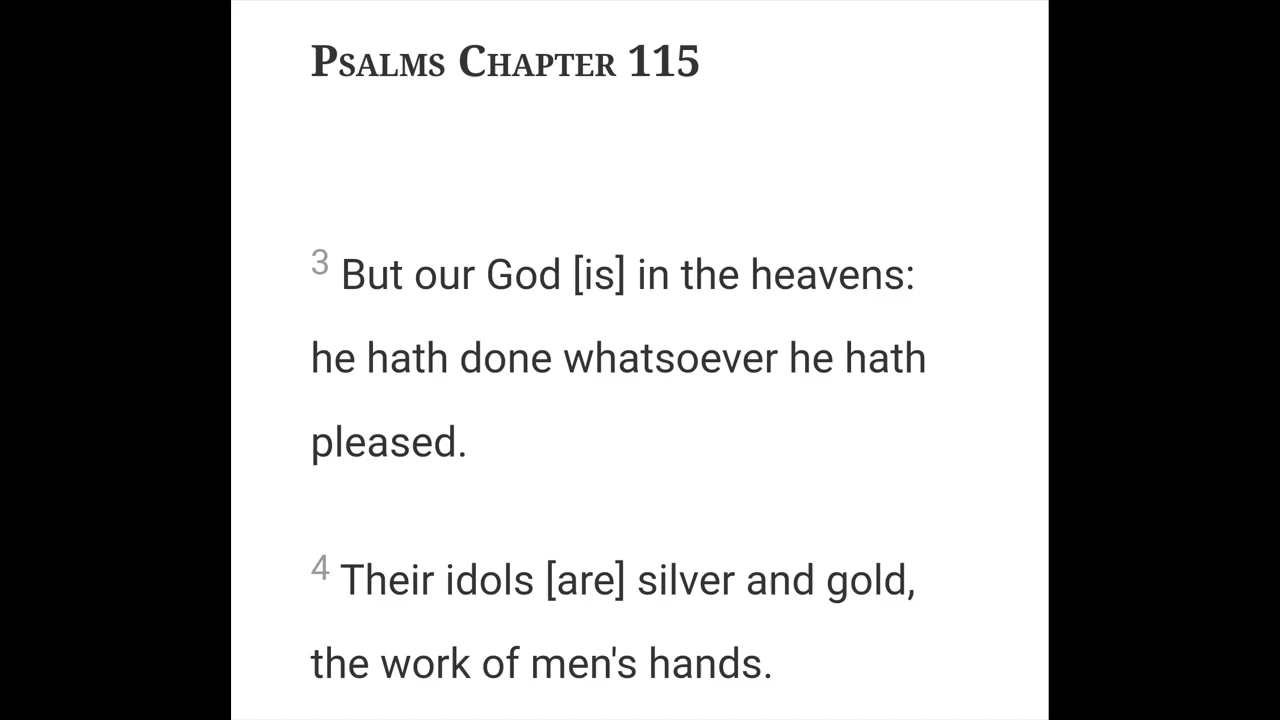 Psalms Chapter 115
3 But our God [is] in the heavens:
he hath done whatsoever he hath
pleased.
4 Their idols [are] silver and gold,
the work of men's hands.